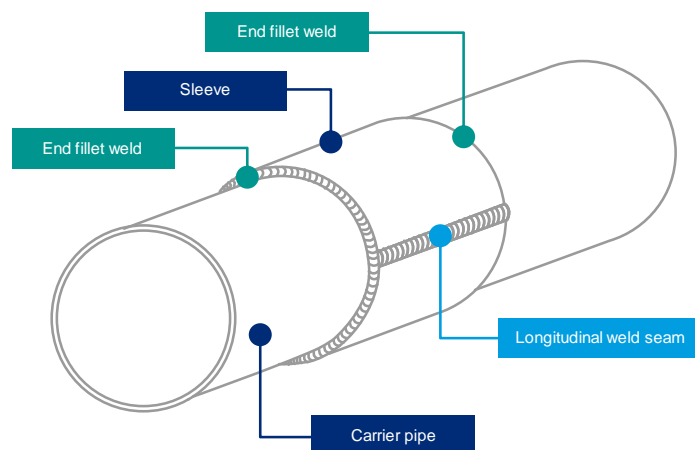 End fillet weld
Sleeve
End fillet weld
Longitudinal weld seam
Carrier pipe